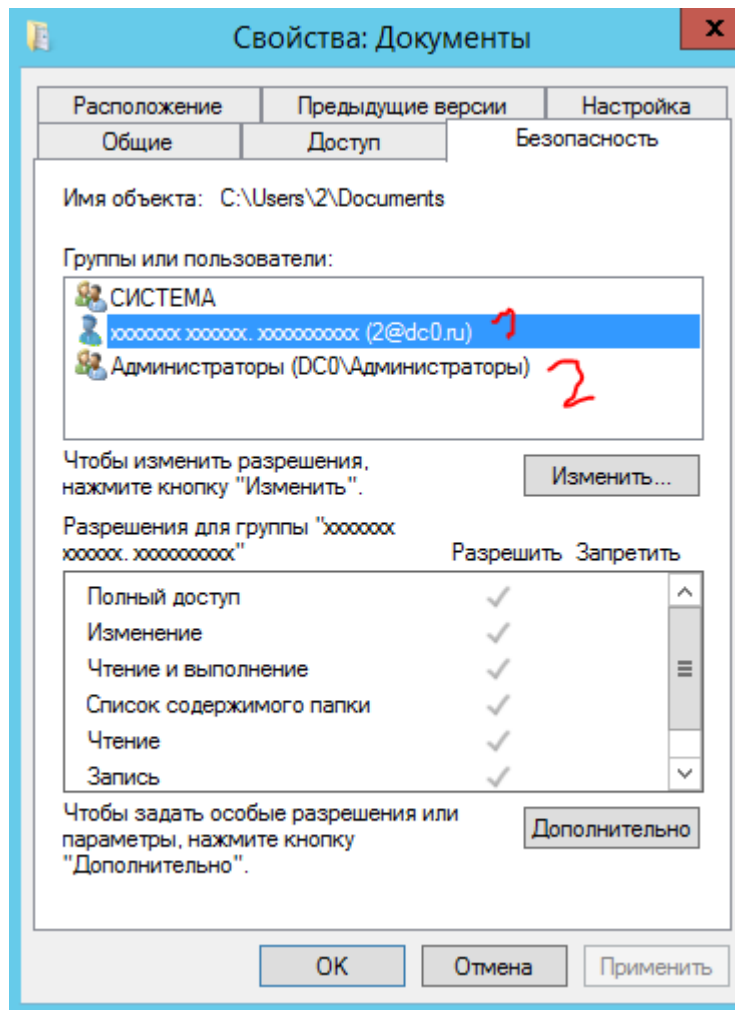 Свойства: Документы
x
Расположение Предыдущие версии Настройка
Общие Доступ Безопасность
Имя объекта: C:\Users\2\Documents
Группы или пользователи:
СИСТЕМА
xxxxxxx xxxxxx. xxxxxxxxxx (2@dc0.ru) 1
Администраторы (DC0\Администраторы) 2
Чтобы изменить разрешения,
нажмите кнопку "Изменить".
Изменить...
Разрешения для группы "xxxxxxx
xxxxxx. xxxxxxxxxx"
Разрешить Запретить
Полный доступ
Изменение
Чтение и выполнение
Список содержимого папки
Чтение
Запись
Чтобы задать особые разрешения или
параметры, нажмите кнопку
"Дополнительно".
Дополнительно
OK Отмена Применить